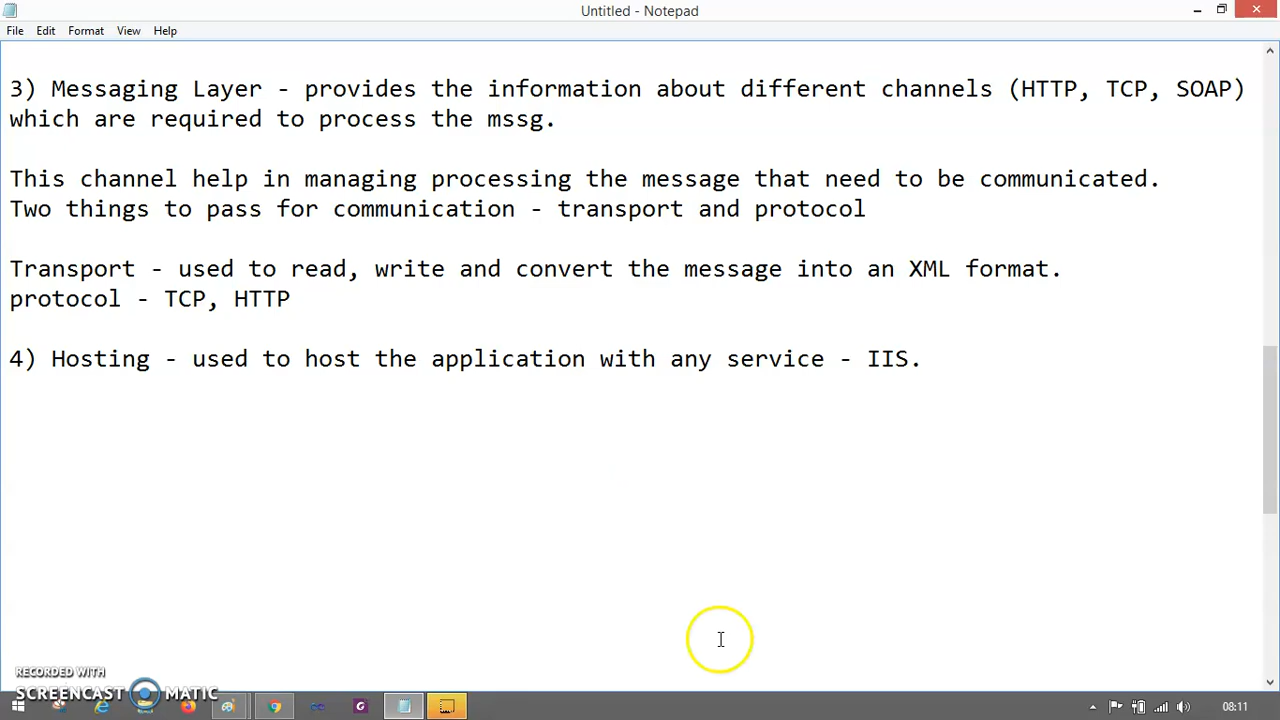 Untitled - Notepad
File Edit Format View Help
3) Messaging Layer - provides the information about different channels (HTTP, TCP, SOAP)
which are required to process the mssg.
This channel help in managing processing the message that need to be communicated.
Two things to pass for communication - transport and protocol
Transport - used to read, write and convert the message into an XML format.
protocol - TCP, HTTP
4) Hosting - used to host the application with any service - IIS.
RECORDED WITH
SCREENCAST MATIC
08:11